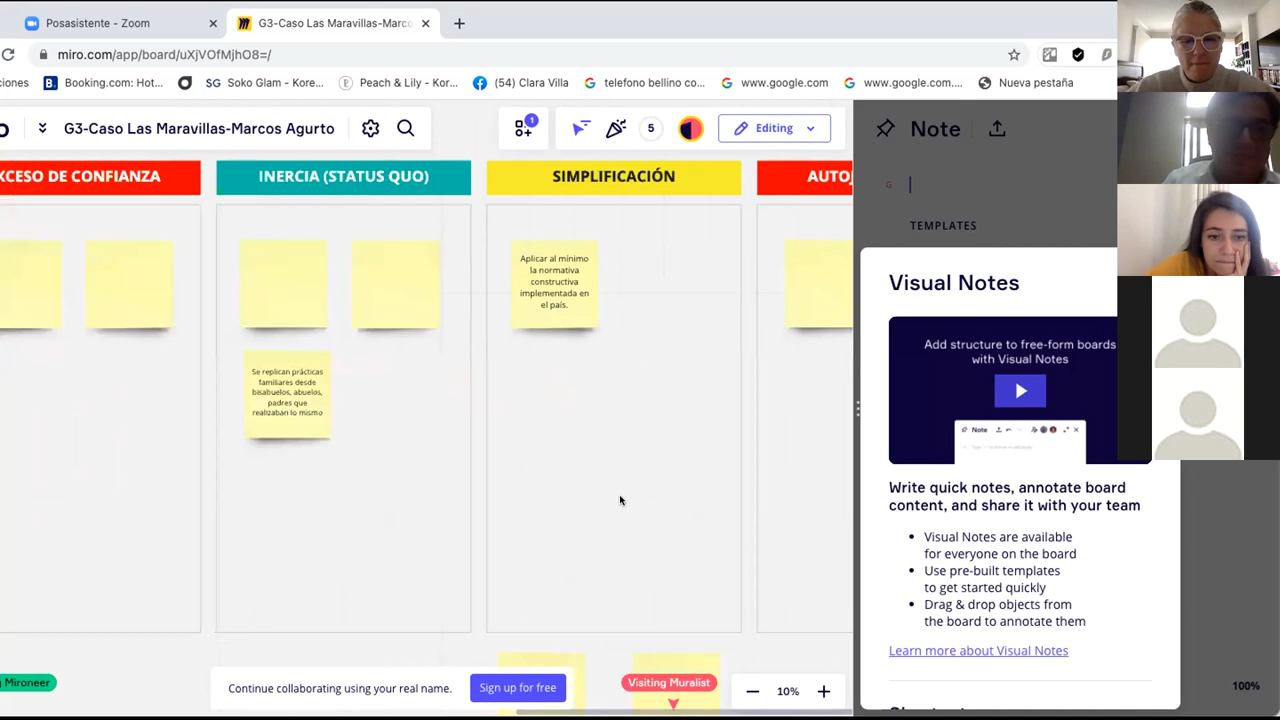 Posasistente - Zoom
G3-Caso Las Maravillas-Marcos
miro.com/app/board/uXjVOfMjhO8=/
ciones
Booking.com: Hot...
SG Soko Glam - Kore...
Peach & Lily - Kore...
(54) Clara Villa
telefono bellino co...
www.google.com
www.google.com....
Nueva pestaña
G3-Caso Las Maravillas-Marcos Agurto
1
5
Editing
Note
G
TEMPLATES
XCESO DE CONFIANZA
INERCIA (STATUS QUO)
SIMPLIFICACIÓN
AUTOJ
Aplicar al mínimo
la normativa
constructiva
implementada en
el país.
Se replican prácticas
familiares desde
bisabuelos, abuelos,
padres que
realizaban lo mismo
Visual Notes
Add structure to free-form boards
with Visual Notes
Note
Write quick notes, annotate board
content, and share it with your team
Visual Notes are available
for everyone on the board
Use pre-built templates
to get started quickly
Drag & drop objects from
the board to annotate them
Learn more about Visual Notes
g Mironeer
Continue collaborating using your real name.
Sign up for free
Visiting Muralist
10%
100%